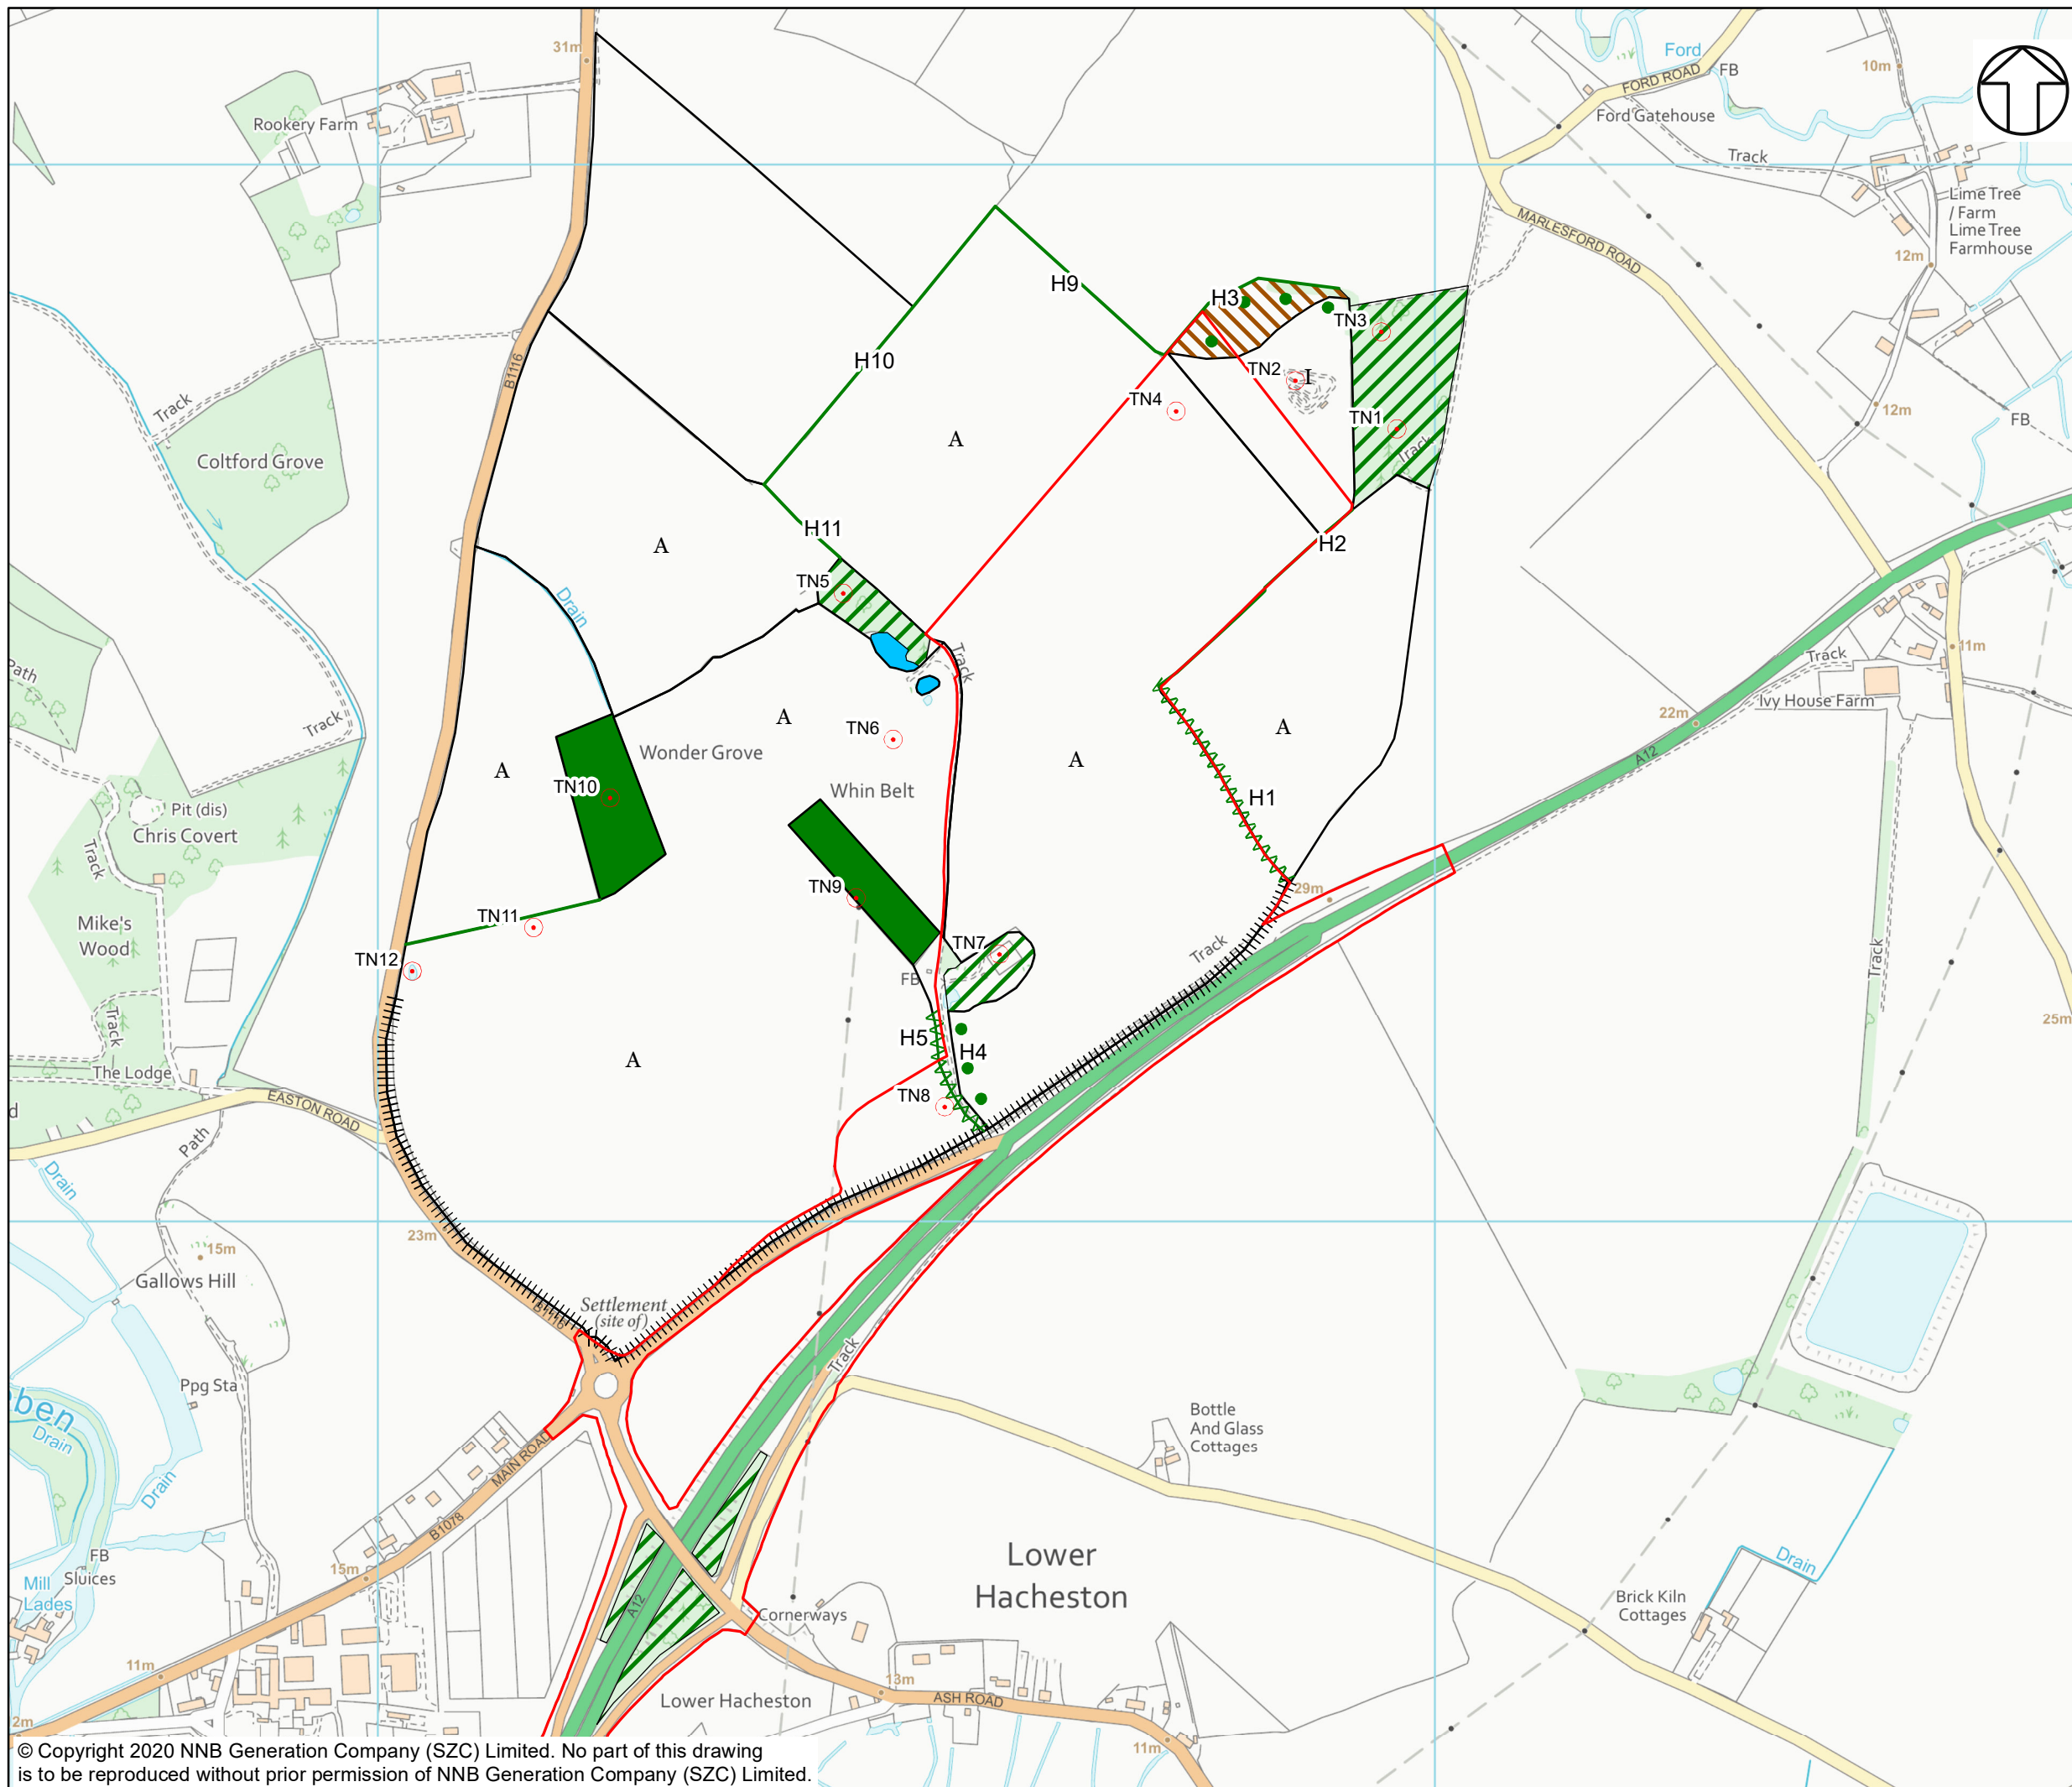 31m
Rookery Farm
Ford
FORD ROAD
FB
10m
Ford Gatehouse
Track
Lime Tree
/ Farm
Lime Tree
Farmhouse
MARLESFORD ROAD
12m
H9
H3
TN3
B1116
H10
TN2
I
TN4
TN1
Track
12m
FB
Track
A
Coltford Grove
H11
H2
A
TN5
Drain
Track
Path
11m
Track
Ivy House Farm
Track
A
TN6
22m
A
A12
Wonder Grove
A
A
TN10
Whin Belt
H1
Pit (dis)
Chris Covert
Track
TN9
29m
TN11
Mike's
Wood
TN12
TN7
Track
Track
FB
Track
25m
H5
H4
A
The Lodge
TN8
EASTON ROAD
d
Path
Drain
23m
15m
Gallows Hill
Settlement
(site of)
B1116
Track
Ppg Sta
ben
Drain
Bottle
And Glass
Cottages
MAIN ROAD
Drain
B1078
FB
Sluices
Mill
Lades
15m
Lower
Hacheston
Drain
A12
Cornerways
Brick Kiln
Cottages
11m
13m
Lower Hacheston
ASH ROAD
2m
11m
© Copyright 2020 NNB Generation Company (SZC) Limited. No part of this drawing
is to be reproduced without prior permission of NNB Generation Company (SZC) Limited.